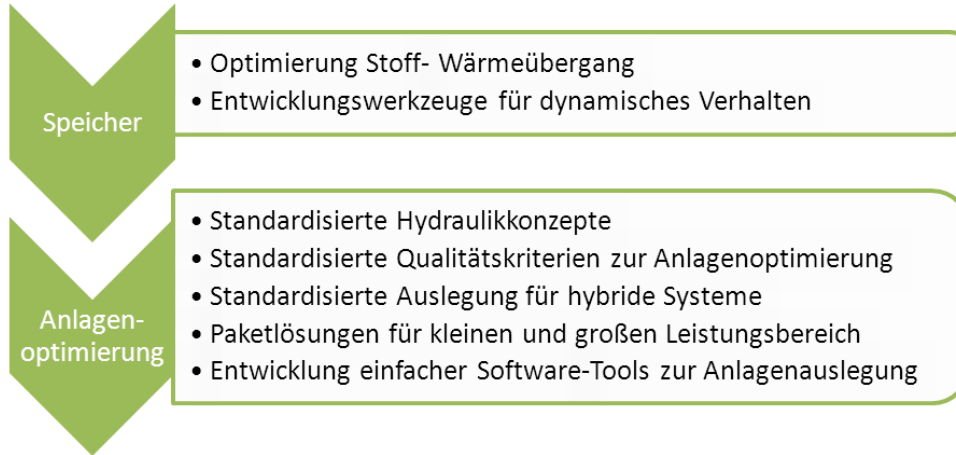 Speicher
• Optimierung Stoff- Wärmeübergang
• Entwicklungswerkzeuge für dynamisches Verhalten
Anlagen-
optimierung
• Standardisierte Hydraulikkonzepte
• Standardisierte Qualitätskriterien zur Anlagenoptimierung
• Standardisierte Auslegung für hybride Systeme
• Paketlösungen für kleinen und großen Leistungsbereich
• Entwicklung einfacher Software-Tools zur Anlagenauslegung